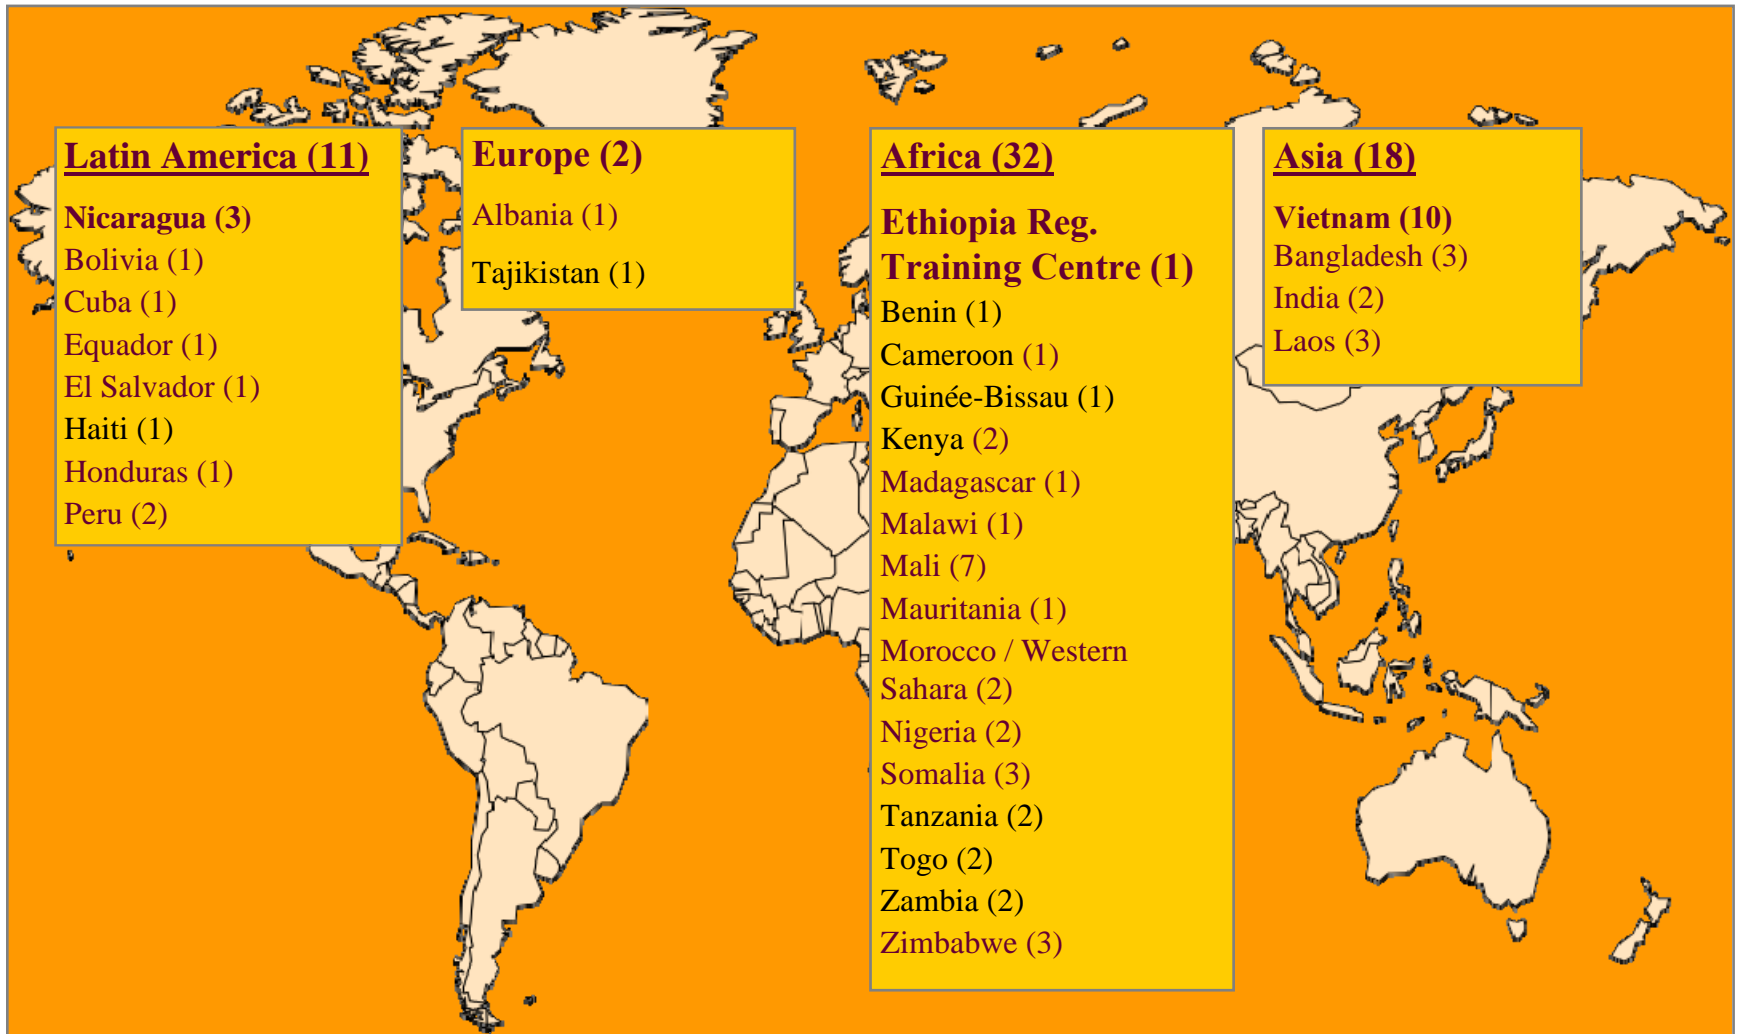 Latin America (11)
Nicaragua (3)
Bolivia (1)
Cuba (1)
Equador (1)
El Salvador (1)
Haiti (1)
Honduras (1)
Peru (2)
Europe (2)
Albania (1)
Tajikistan (1)
Africa (32)
Ethiopia Reg.
Training Centre (1)
Benin (1)
Cameroon (1)
Guinée-Bissau (1)
Kenya (2)
Madagascar (1)
Malawi (1)
Mali (7)
Mauritania (1)
Morocco / Western
Sahara (2)
Nigeria (2)
Somalia (3)
Tanzania (2)
Togo (2)
Zambia (2)
Zimbabwe (3)
Asia (18)
Vietnam (10)
Bangladesh (3)
India (2)
Laos (3)